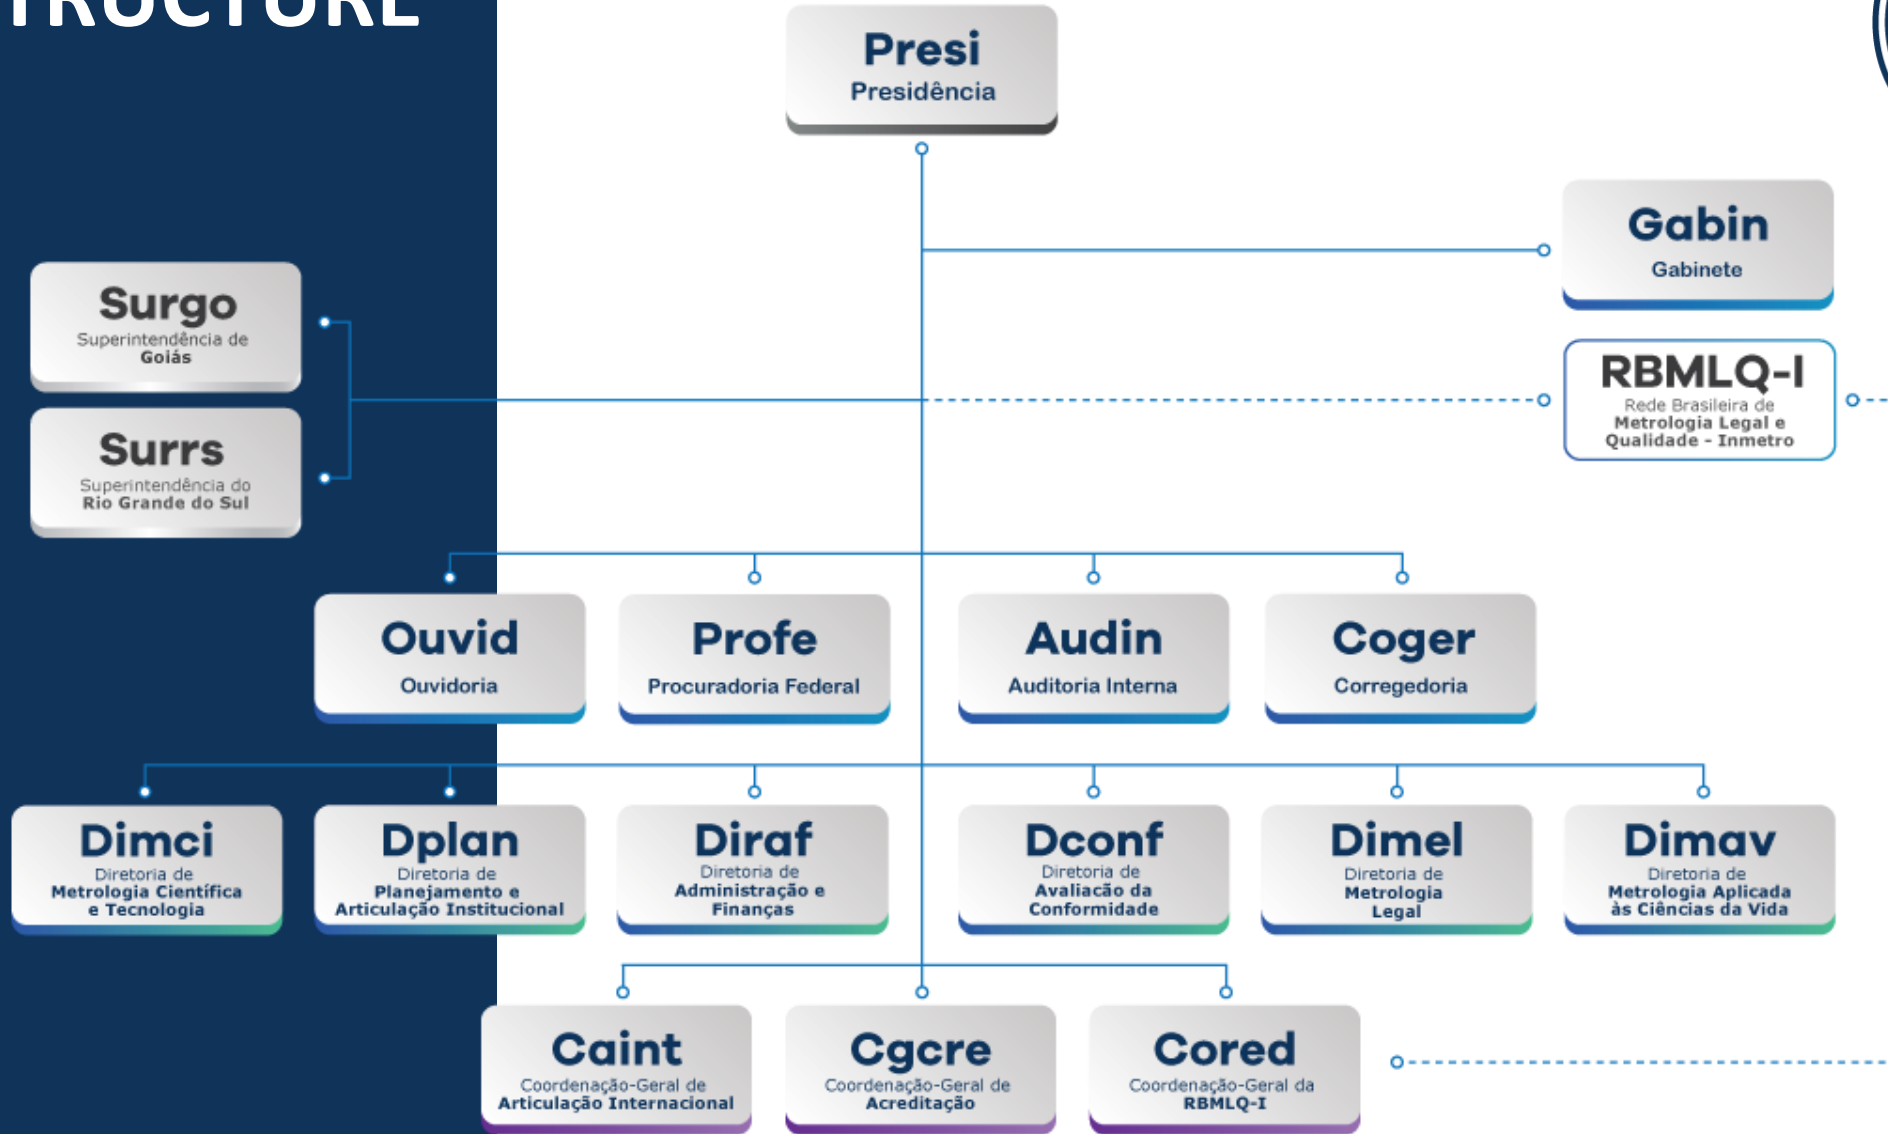 TRUCTURE
Presi
Presidência
Gabin
Gabinete
Surgo
Superintendência de
Goiás
RBMLQ-I
Rede Brasileira de
Metrologia Legal e
Qualidade - Inmetro
Surrs
Superintendência do
Rio Grande do Sul
Ouvid
Ouvidoria
Profe
Procuradoria Federal
Audin
Auditoria Interna
Coger
Corregedoria
Dimci
Diretoria de
Metrologia Científica
e Tecnologia
Dplan
Diretoria de
Planejamento e
Articulação Institucional
Diraf
Diretoria de
Administração e
Finanças
Dconf
Diretoria de
Avaliacão da
Conformidade
Dimel
Diretoria de
Metrologia
Legal
Dimav
Diretoria de
Metrologia Aplicada
às Ciências da Vida
Caint
Coordenação-Geral de
Articulação Internacional
Cgcre
Coordenação-Geral de
Acreditação
Cored
Coordenação-Geral da
RBMLQ-I